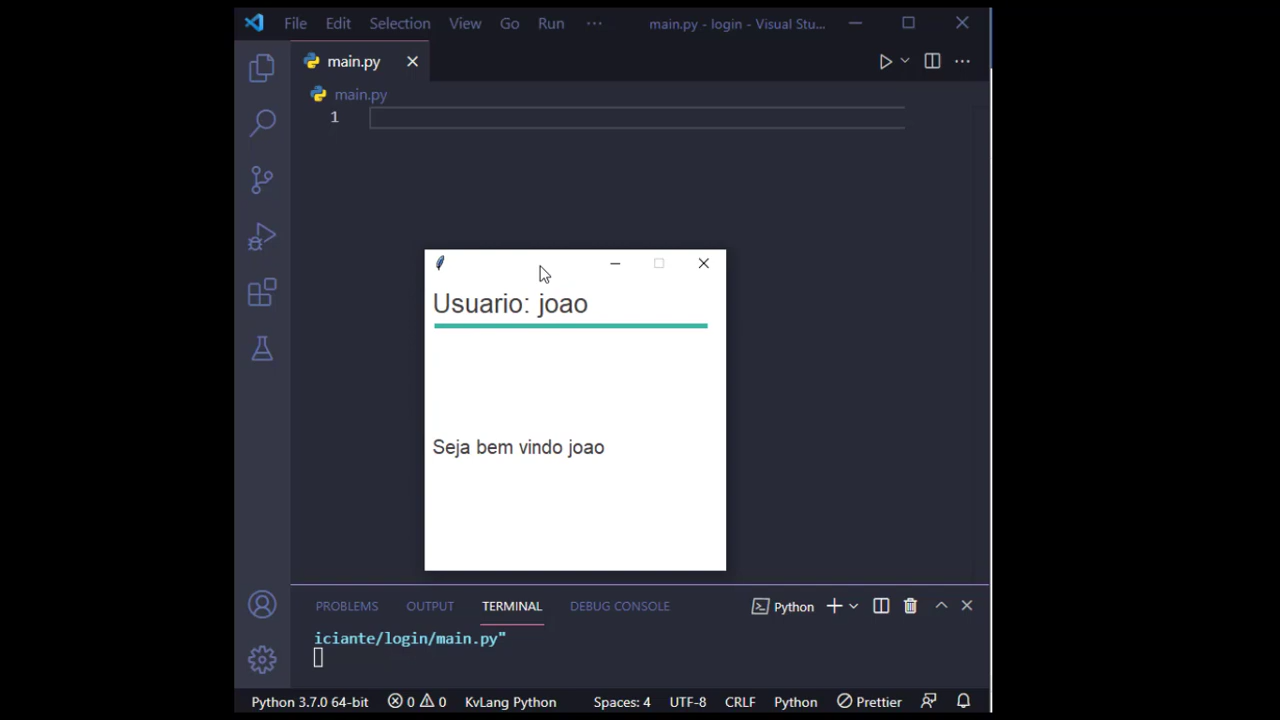 File Edit Selection View Go Run ··· main.py - login - Visual Stu...
main.py
main.py
1
Usuario: joao
Seja bem vindo joao
PROBLEMS OUTPUT TERMINAL DEBUG CONSOLE Python
iciante/login/main.py"
Python 3.7.0 64-bit 0 0 KvLang Python Spaces: 4 UTF-8 CRLF Python Prettier